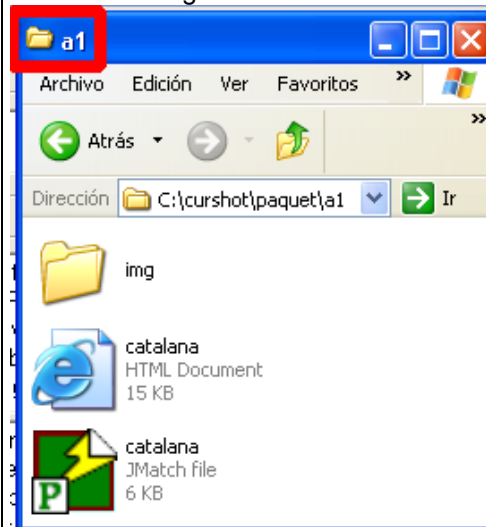 a1
Archivo Edición Ver Favoritos »
Atrás »
Dirección C:\curshot\paquet\a1 Ir
img
catalana
HTML Document
15 KB
catalana
JMatch file
6 KB
P